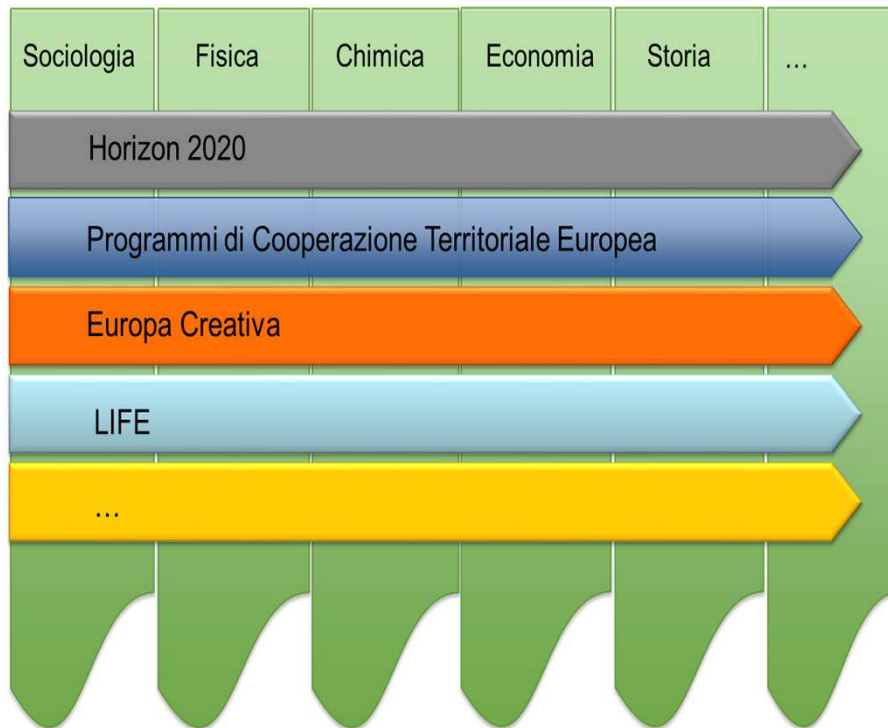 Sociologia Fisica Chimica Economia Storia …
Horizon 2020
Programmi di Cooperazione Territoriale Europea
Europa Creativa
LIFE
…